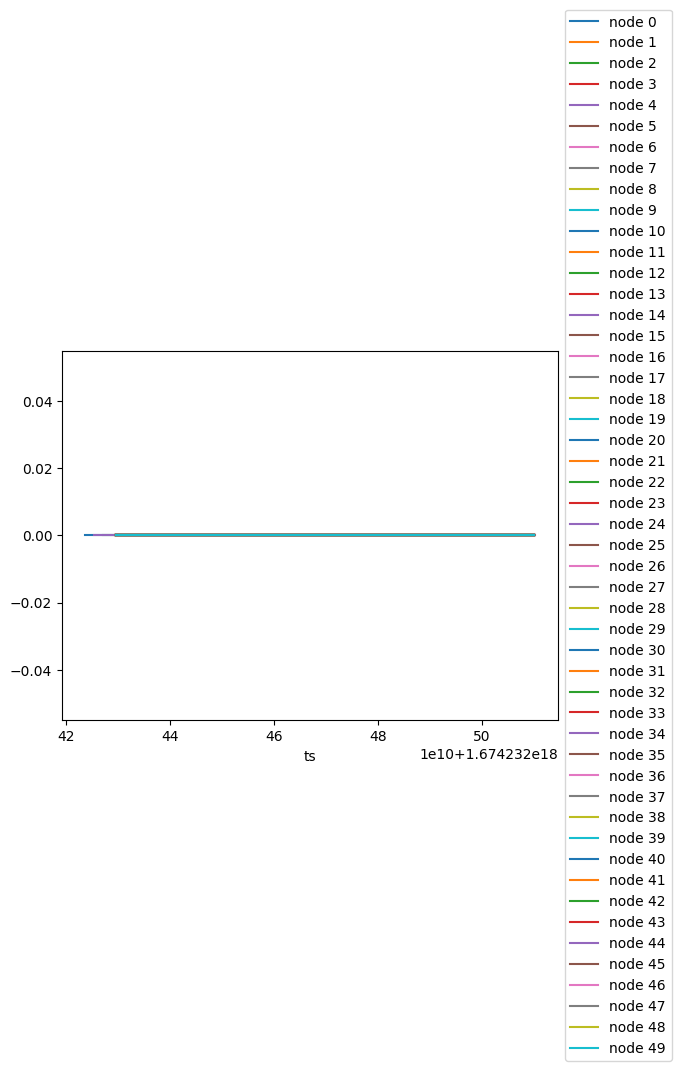 0.04
0.02
0.00
−0.02
−0.04
42 44 46 48 50
ts
1e10+1.674232e18
node 0
node 1
node 2
node 3
node 4
node 5
node 6
node 7
node 8
node 9
node 10
node 11
node 12
node 13
node 14
node 15
node 16
node 17
node 18
node 19
node 20
node 21
node 22
node 23
node 24
node 25
node 26
node 27
node 28
node 29
node 30
node 31
node 32
node 33
node 34
node 35
node 36
node 37
node 38
node 39
node 40
node 41
node 42
node 43
node 44
node 45
node 46
node 47
node 48
node 49